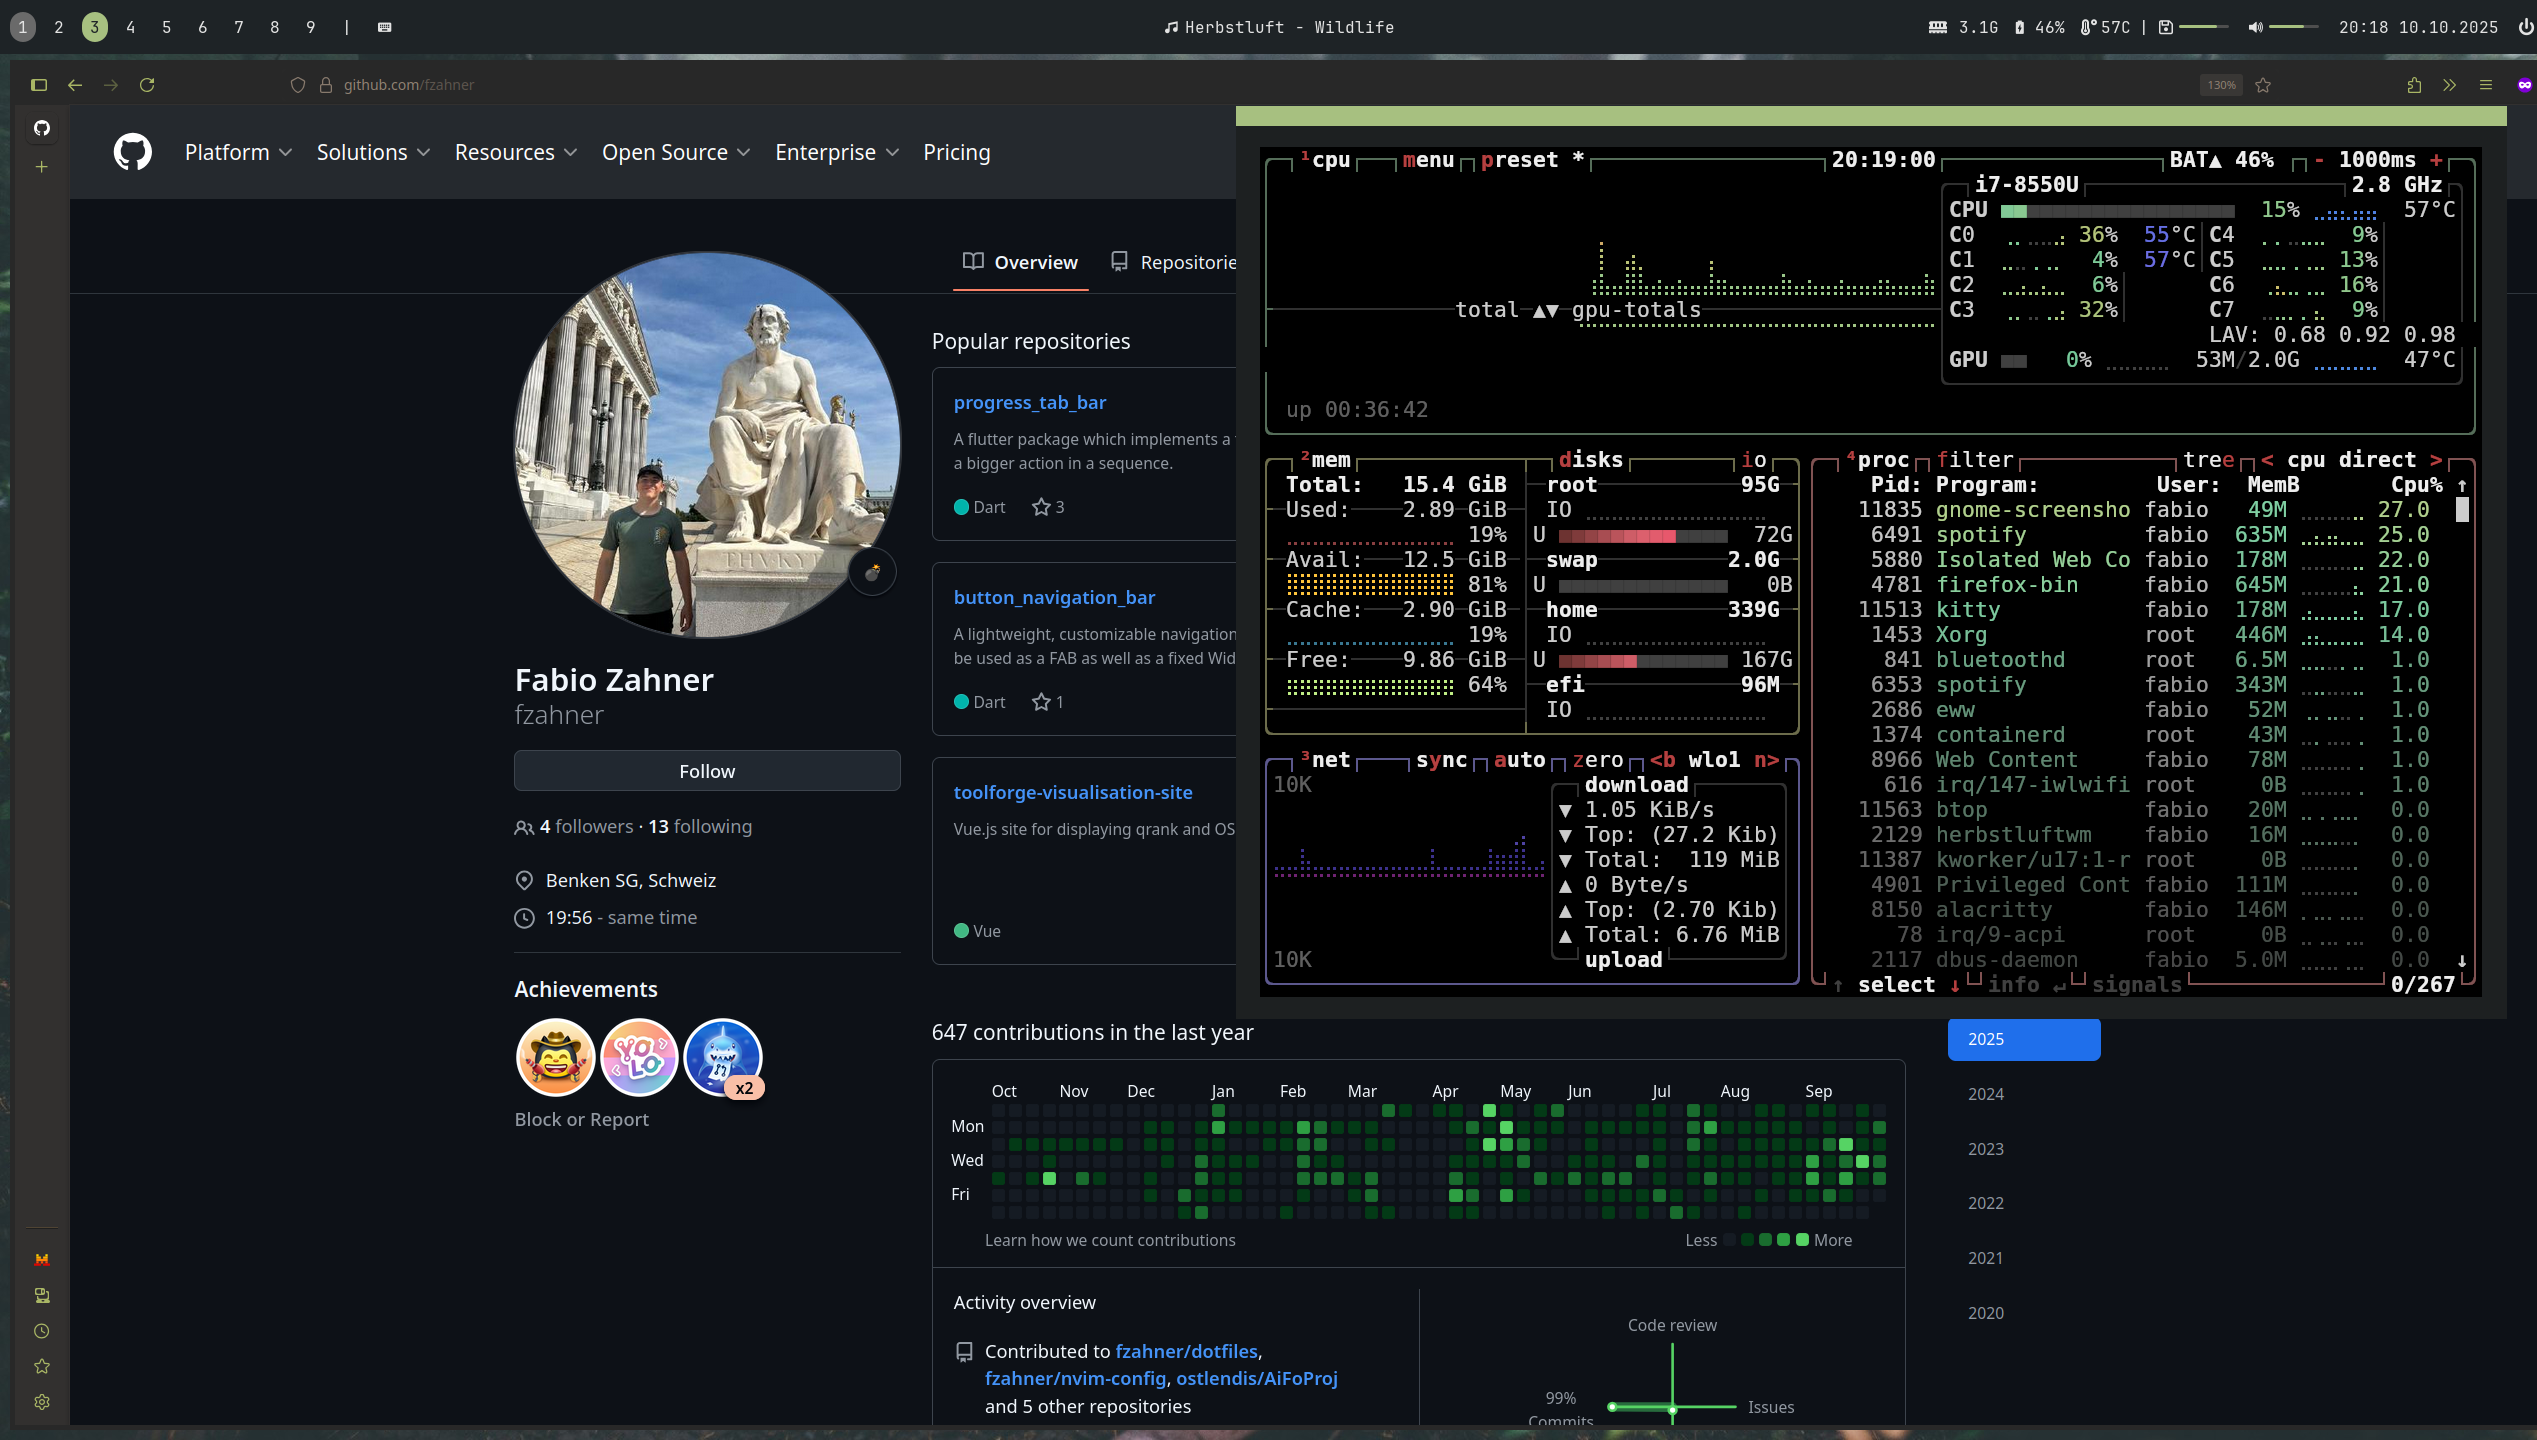 1 2 3 4 5 6 7 8 9 |
Herbstluft - Wildlife
3.1G 46% 57C | 20:18 10.10.2025
github.com/fzahner
130%
Platform Solutions Resources Open Source Enterprise Pricing
Overview Repositorie
Popular repositories
progress_tab_bar
A flutter package which implements a
a bigger action in a sequence.
Dart 3
button_navigation_bar
A lightweight, customizable navigation
be used as a FAB as well as a fixed Wid
Dart 1
toolforge-visualisation-site
Vue.js site for displaying qrank and OS
Vue
THVKY
Fabio Zahner
fzahner
Follow
4 followers · 13 following
Benken SG, Schweiz
19:56 - same time
Achievements
YOLO
x2
Block or Report
¹cpu menu preset * 20:19:00 BAT▲ 46% - 1000ms +
i7-8550U 2.8 GHz
CPU 15% 57°C
C0 36% 55°C C4 9%
C1 4% 57°C C5 13%
C2 6% C6 16%
C3 32% C7 9%
total ▲▼ gpu-totals
LAV: 0.68 0.92 0.98
GPU 0% 53M/2.0G 47°C
up 00:36:42
²mem disks io
Total: 15.4 GiB
Used: 2.89 GiB
19%
Avail: 12.5 GiB
81%
Cache: 2.90 GiB
19%
Free: 9.86 GiB
64%
root 95G
IO
U 72G
swap 2.0G
U 0B
home 339G
IO
U 167G
efi 96M
IO
³net sync auto zero <b wlo1 n>
10K
download
▼ 1.05 KiB/s
▼ Top: (27.2 Kib)
▼ Total: 119 MiB
▲ 0 Byte/s
▲ Top: (2.70 Kib)
▲ Total: 6.76 MiB
upload
10K
⁴proc filter tree < cpu direct >
Pid: Program: User: MemB Cpu% ↑
11835 gnome-screensho fabio 49M 27.0
6491 spotify fabio 635M 25.0
5880 Isolated Web Co fabio 178M 22.0
4781 firefox-bin fabio 645M 21.0
11513 kitty fabio 178M 17.0
1453 Xorg root 446M 14.0
841 bluetoothd root 6.5M 1.0
6353 spotify fabio 343M 1.0
2686 eww fabio 52M 1.0
1374 containerd root 43M 1.0
8966 Web Content fabio 78M 1.0
616 irq/147-iwlwifi root 0B 1.0
11563 btop fabio 20M 0.0
2129 herbstluftwm fabio 16M 0.0
11387 kworker/u17:1-r root 0B 0.0
4901 Privileged Cont fabio 111M 0.0
8150 alacritty fabio 146M 0.0
78 irq/9-acpi root 0B 0.0
2117 dbus-daemon fabio 5.0M 0.0 ↓
↑ select ↓ info ↵ signals 0/267
647 contributions in the last year
Oct Nov Dec Jan Feb Mar Apr May Jun Jul Aug Sep
Mon
Wed
Fri
Learn how we count contributions
Less More
2025
2024
2023
2022
2021
2020
Activity overview
Contributed to fzahner/dotfiles,
fzahner/nvim-config, ostlendis/AiFoProj
and 5 other repositories
Code review
99%
Commits
Issues